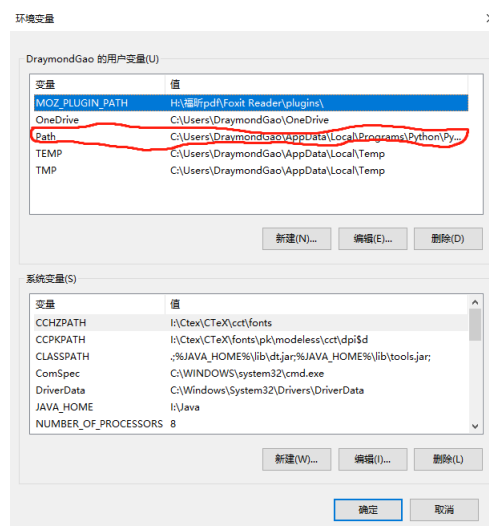 环境变量
DraymondGao 的用户变量(U)
变量 值
MOZ_PLUGIN_PATH H:\福昕pdf\Foxit Reader\plugins\
OneDrive C:\Users\DraymondGao\OneDrive
Path C:\Users\DraymondGao\AppData\Local\Programs\Python\Py...
TEMP C:\Users\DraymondGao\AppData\Local\Temp
TMP C:\Users\DraymondGao\AppData\Local\Temp
新建(N)... 编辑(E)... 删除(D)
系统变量(S)
变量 值
CCHZPATH I:\Ctex\CTeX\cct\fonts
CCPKPATH I:\Ctex\CTeX\fonts\pk\modeless\cct\dpi$d
CLASSPATH .;%JAVA_HOME%\lib\dt.jar;%JAVA_HOME%\lib\tools.jar;
ComSpec C:\WINDOWS\system32\cmd.exe
DriverData C:\Windows\System32\Drivers\DriverData
JAVA_HOME I:\Java
NUMBER_OF_PROCESSORS 8
新建(W)... 编辑(I)... 删除(L)
确定 取消